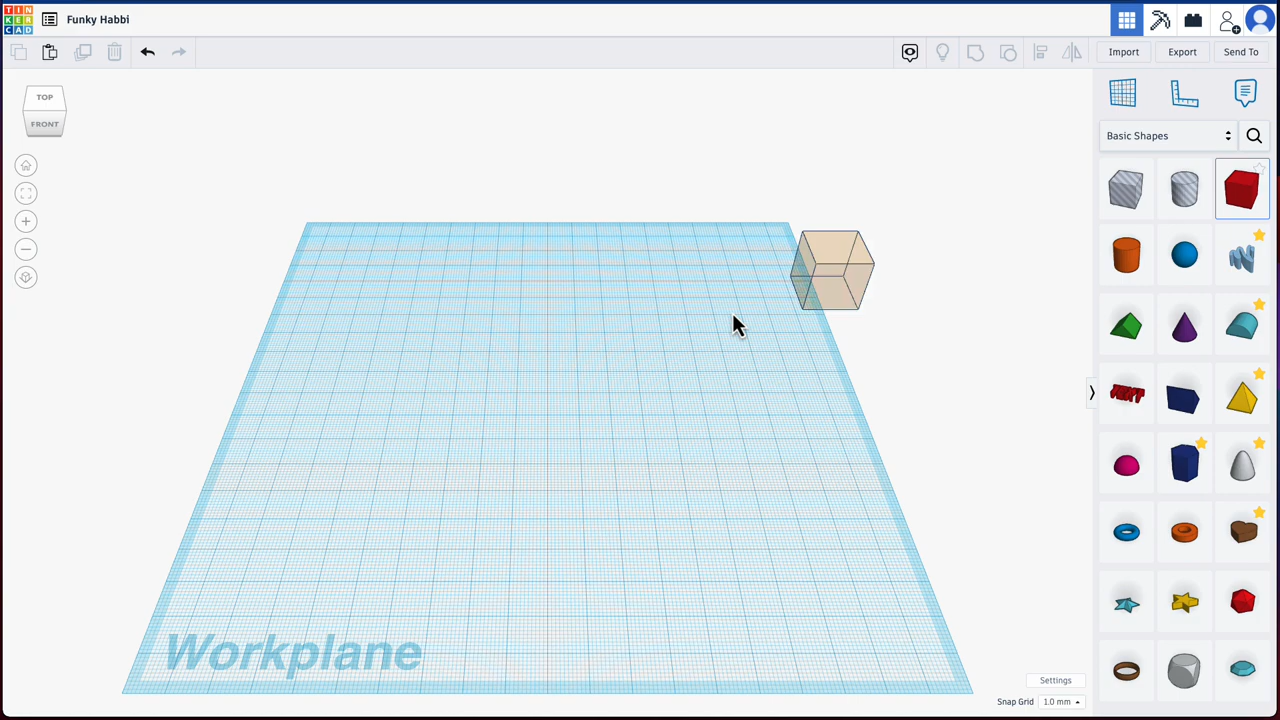 TIN
KER
CAD
Funky Habbi
Import
Export
Send To
TOP
FRONT
Basic Shapes
TEXT
Workplane
Settings
Snap Grid
1.0 mm